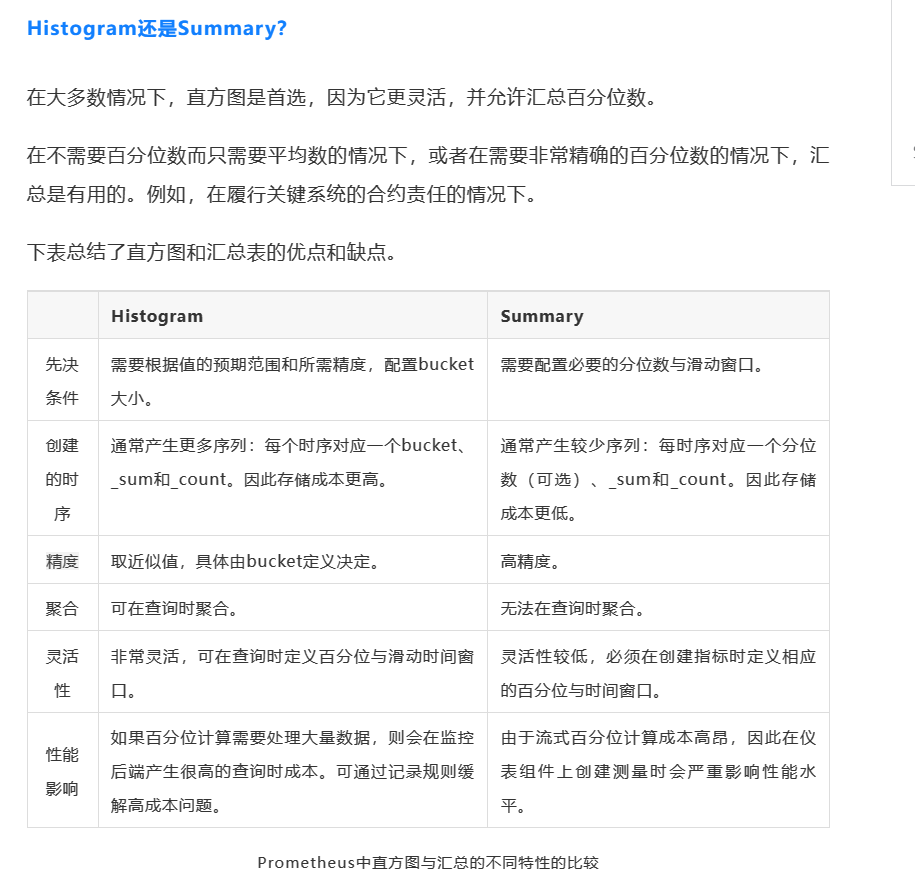 Histogram还是Summary?
在大多数情况下，直方图是首选，因为它更灵活，并允许汇总百分位数。
在不需要百分位数而只需要平均数的情况下，或者在需要非常精确的百分位数的情况下，汇
总是有用的。例如，在履行关键系统的合约责任的情况下。
下表总结了直方图和汇总表的优点和缺点。
Histogram
Summary
先决
条件
需要根据值的预期范围和所需精度，配置bucket
大小。
需要配置必要的分位数与滑动窗口。
创建
的时
序
通常产生更多序列：每个时序对应一个bucket、
_sum和_count。因此存储成本更高。
通常产生较少序列：每时序对应一个分位
数（可选）、_sum和_count。因此存储
成本更低。
精度
取近似值，具体由bucket定义决定。
高精度。
聚合
可在查询时聚合。
无法在查询时聚合。
灵活
性
非常灵活，可在查询时定义百分位与滑动时间窗
口。
灵活性较低，必须在创建指标时定义相应
的百分位与时间窗口。
性能
影响
如果百分位计算需要处理大量数据，则会在监控
后端产生很高的查询时成本。可通过记录规则缓
解高成本问题。
由于流式百分位计算成本高昂，因此在仪
表组件上创建测量时会严重影响性能水
平。
Prometheus中直方图与汇总的不同特性的比较